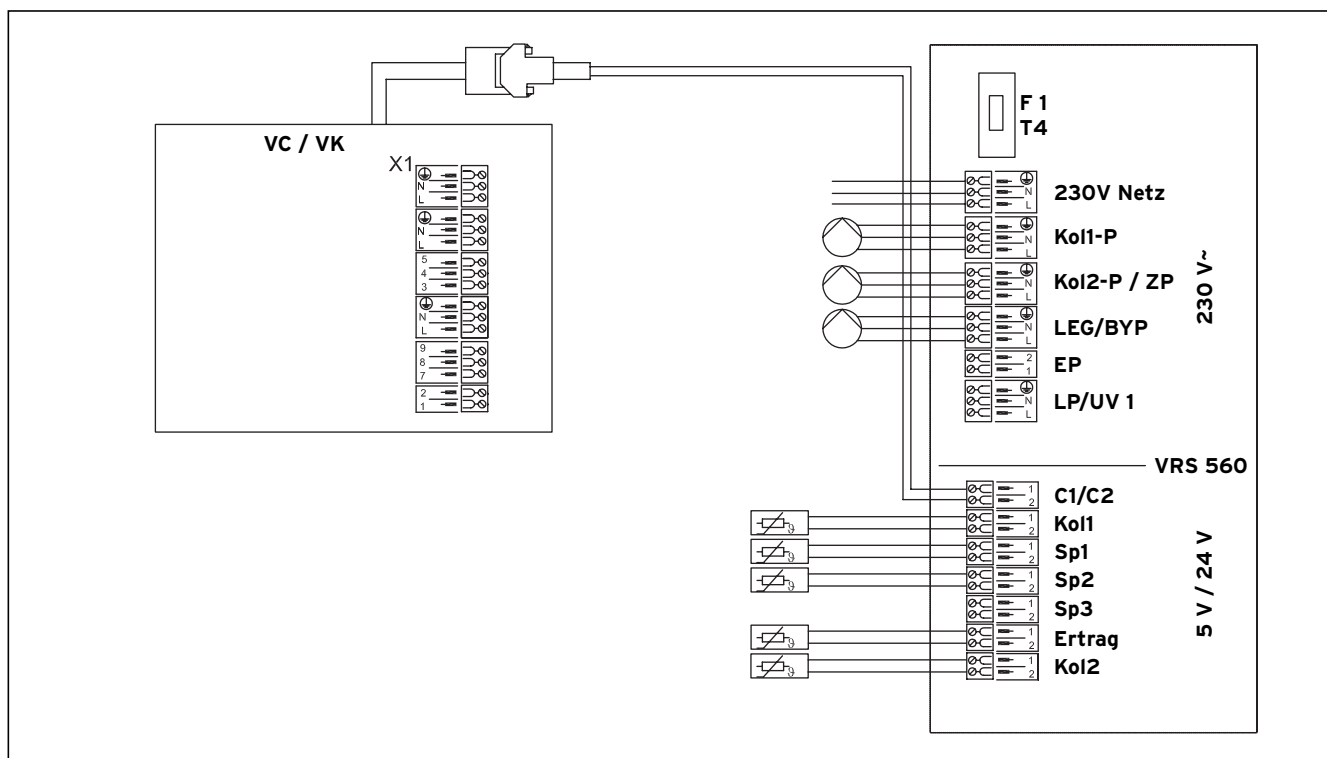 VC / VK
X1
⏚
N
L
⏚
N
L
5
4
3
⏚
N
L
9
8
7
2
1
F 1
T4
⏚
N
L
230V Netz
⏚
N
L
Kol1-P
⏚
N
L
Kol2-P / ZP
⏚
N
L
LEG/BYP
2
1
EP
⏚
N
L
LP/UV 1
230 V~
VRS 560
1
2
C1/C2
ϑ
1
2
Kol1
ϑ
1
2
Sp1
ϑ
1
2
Sp2
1
2
Sp3
ϑ
1
2
Ertrag
ϑ
1
2
Kol2
5 V / 24 V